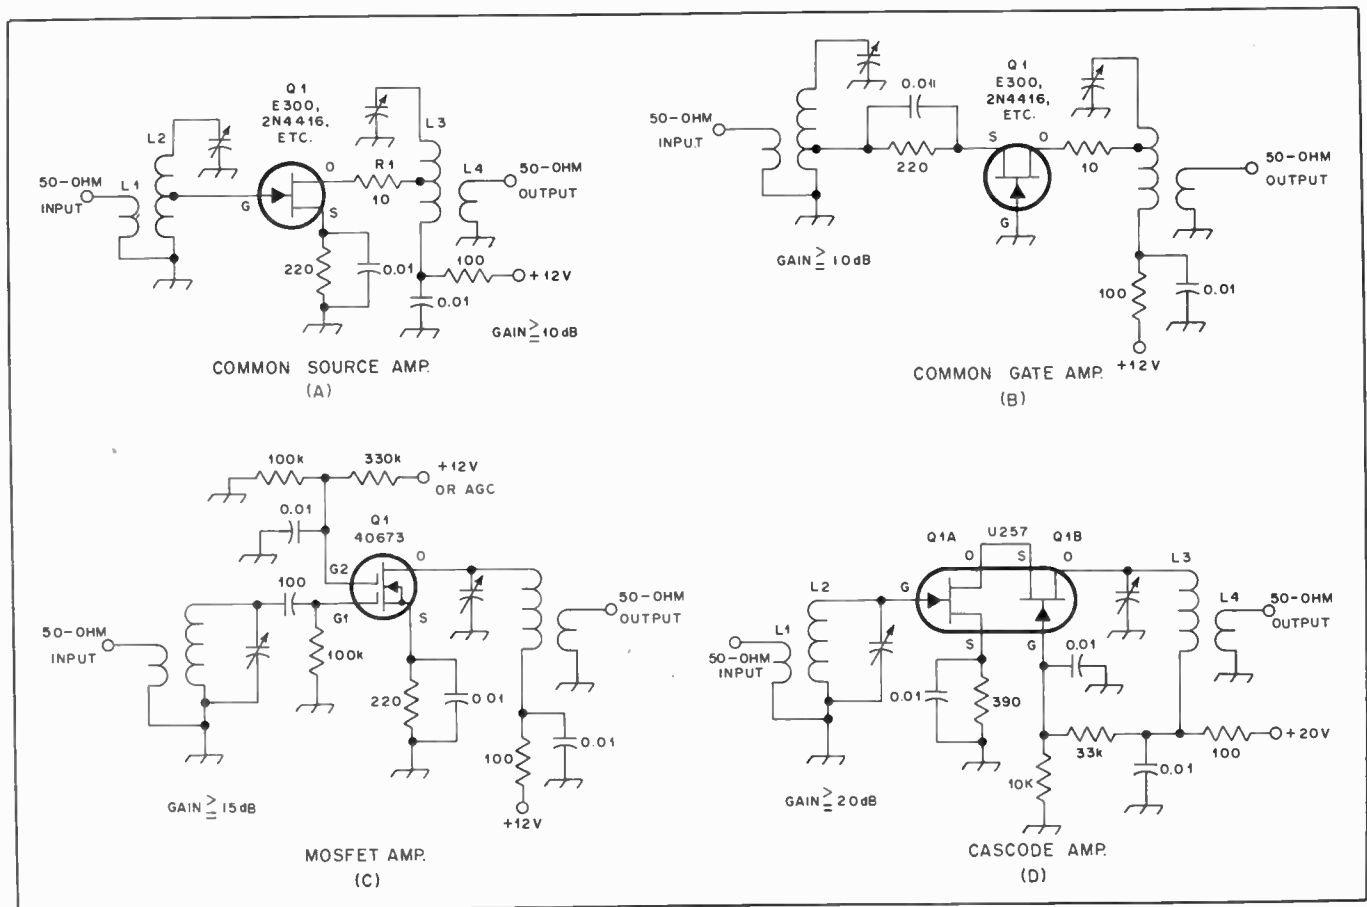 Q1
E300,
2N4416,
ETC.
L2
L3
50-OHM
INPUT
L1
G
O
S
R1
10
L4
50-OHM
OUTPUT
220
0.01
100
+12V
0.01
GAIN ≧ 10dB
COMMON SOURCE AMP.
(A)
Q1
E300,
2N4416,
ETC.
0.01
50-OHM
INPUT
220
S
O
G
10
50-OHM
OUTPUT
GAIN ≧ 10dB
100
0.01
+12V
COMMON GATE AMP.
(B)
100k
330k
+12V
OR AGC
0.01
Q1
40673
G2
O
100
G1
S
50-OHM
INPUT
100k
50-OHM
OUTPUT
220
0.01
100
0.01
+12V
GAIN ≧ 15dB
MOSFET AMP.
(C)
Q1A
U257
Q1B
O
S
O
L3
L2
G
L4
50-OHM
OUTPUT
L1
50-OHM
INPUT
S
G
0.01
0.01
390
33k
100
+20V
0.01
10K
GAIN ≧ 20dB
CASCODE AMP.
(D)